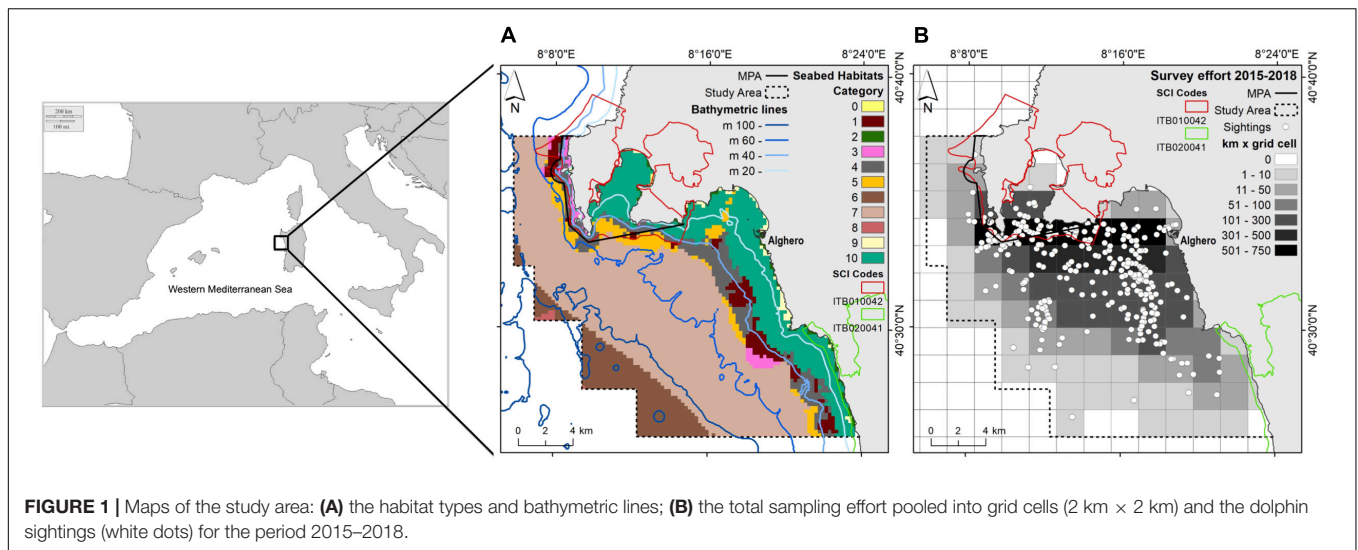 200 km
100 mi
Western Mediterranean Sea
A
8°8'0"E
8°16'0"E
8°24'0"E
40°40'0"N
40°30'0"N
N
MPA
Study Area
Bathymetric lines
m 100 -
m 60 -
m 40 -
m 20 -
Seabed Habitats
Category
0
1
2
3
4
5
6
7
8
9
10
SCI Codes
ITB010042
ITB020041
Alghero
0 2 4 km
B
8°8'0"E
8°16'0"E
8°24'0"E
40°40'0"N
40°30'0"N
N
Survey effort 2015-2018
SCI Codes
ITB010042
ITB020041
MPA
Study Area
Sightings
km x grid cell
0
1 - 10
11 - 50
51 - 100
101 - 300
301 - 500
501 - 750
Alghero
0 2 4 km
FIGURE 1 | Maps of the study area: (A) the habitat types and bathymetric lines; (B) the total sampling effort pooled into grid cells (2 km × 2 km) and the dolphin
sightings (white dots) for the period 2015–2018.